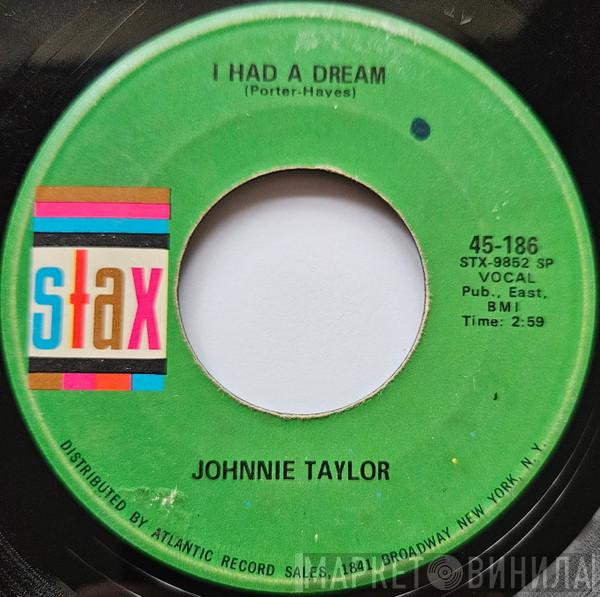 I HAD A DREAM
(Porter-Hayes)
stax
45-186
STX-9852 SP
VOCAL
Pub., East,
BMI
Time: 2:59
JOHNNIE TAYLOR
DISTRIBUTED BY ATLANTIC RECORD SALES, 1841 BROADWAY NEW YORK, N.Y.
МАРКЕТ ВИНИЛА